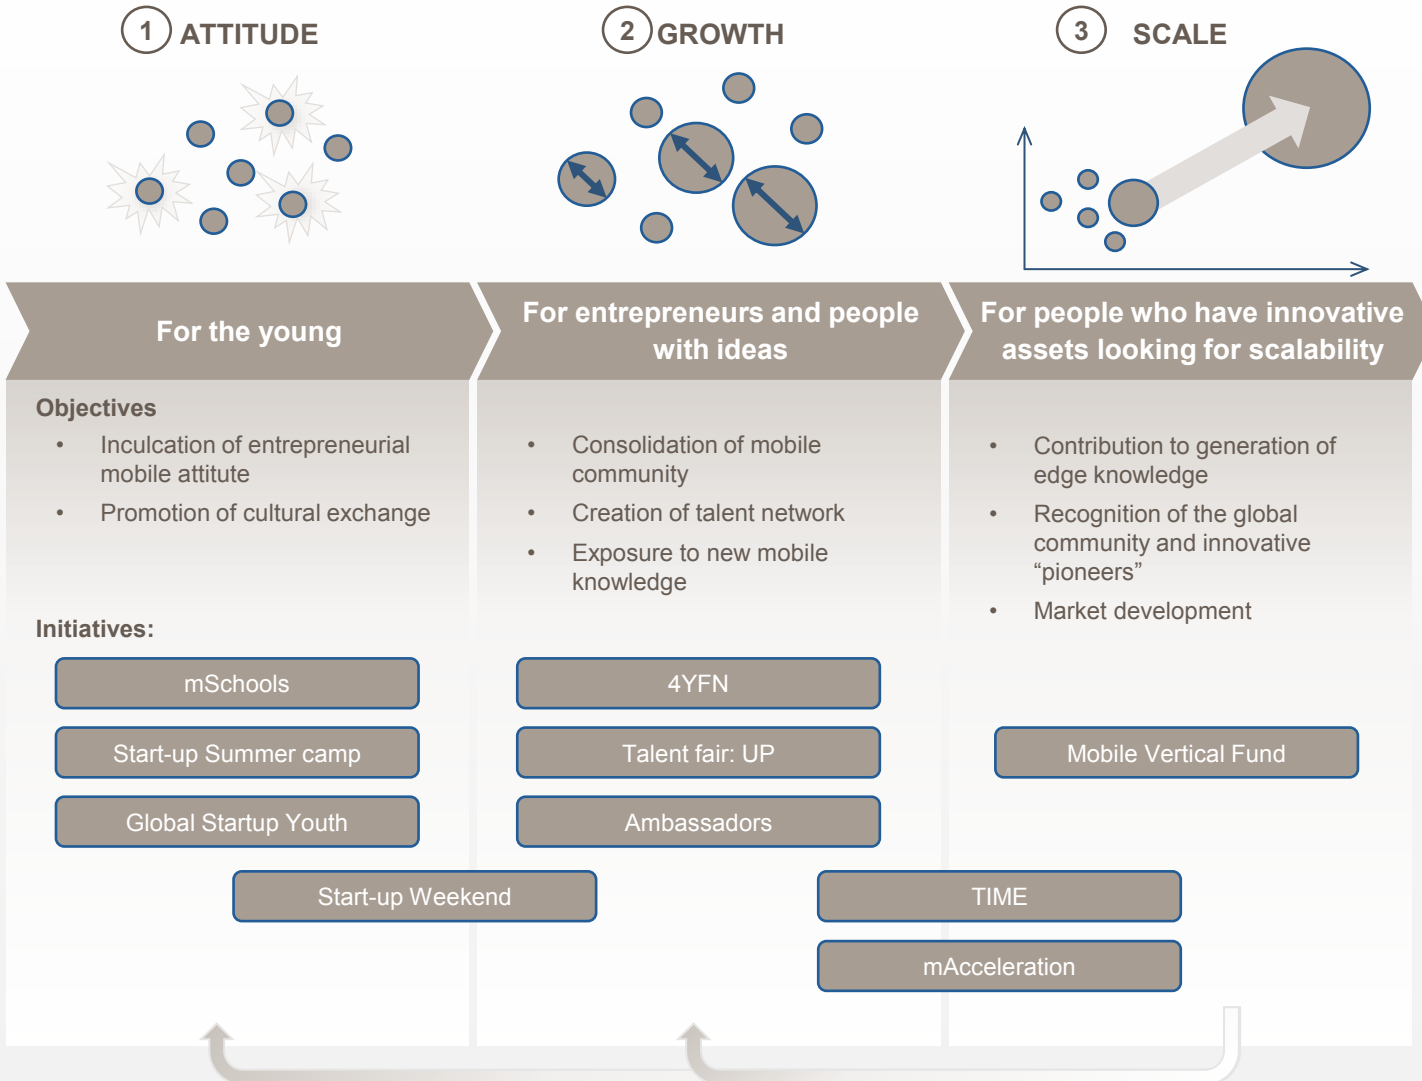 1 ATTITUDE
2 GROWTH
3 SCALE
For the young
For entrepreneurs and people
with ideas
For people who have innovative
assets looking for scalability
Objectives
• Inculcation of entrepreneurial
mobile attitute
• Promotion of cultural exchange
• Consolidation of mobile
community
• Creation of talent network
• Exposure to new mobile
knowledge
• Contribution to generation of
edge knowledge
• Recognition of the global
community and innovative
“pioneers”
• Market development
Initiatives:
mSchools
Start-up Summer camp
Global Startup Youth
4YFN
Talent fair: UP
Ambassadors
Mobile Vertical Fund
Start-up Weekend
TIME
mAcceleration